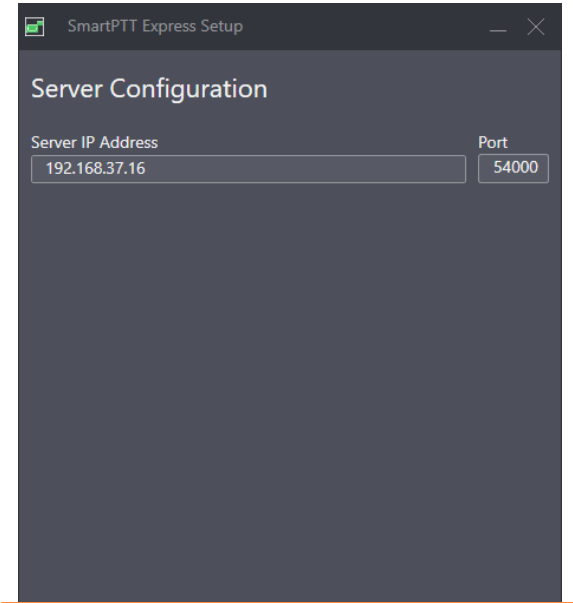 SmartPTT Express Setup
Server Configuration
Server IP Address Port
192.168.37.16 54000